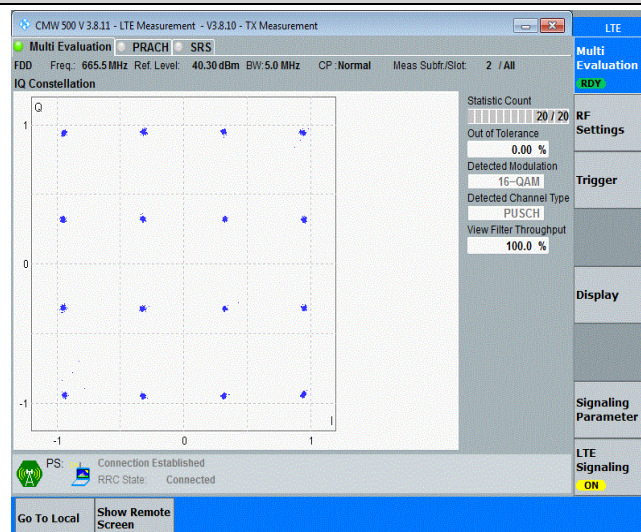 CMW 500 V 3.8.11 - LTE Measurement - V3.8.10 - TX Measurement
LTE
Multi Evaluation PRACH SRS
Multi Evaluation
RDY
FDD Freq.: 665.5 MHz Ref. Level: 40.30 dBm BW: 5.0 MHz CP : Normal Meas Subfr./Slot: 2 / All
IQ Constellation
Q
1
0
-1
-1 0 1
I
Statistic Count
20 / 20
Out of Tolerance
0.00 %
Detected Modulation
16-QAM
Detected Channel Type
PUSCH
View Filter Throughput
100.0 %
RF
Settings
Trigger
Display
Signaling
Parameter
LTE
Signaling
ON
PS: Connection Established
RRC State: Connected
Go To Local
Show Remote
Screen